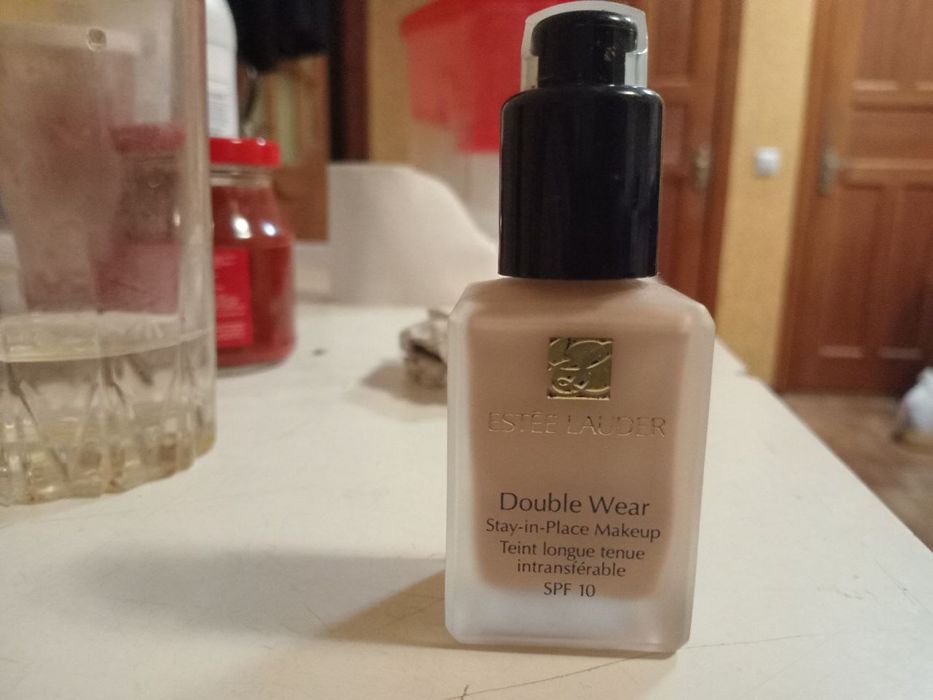 ESTĒE LAUDER
Double Wear
Stay-in-Place Makeup
Teint longue tenue
intransférable
SPF 10